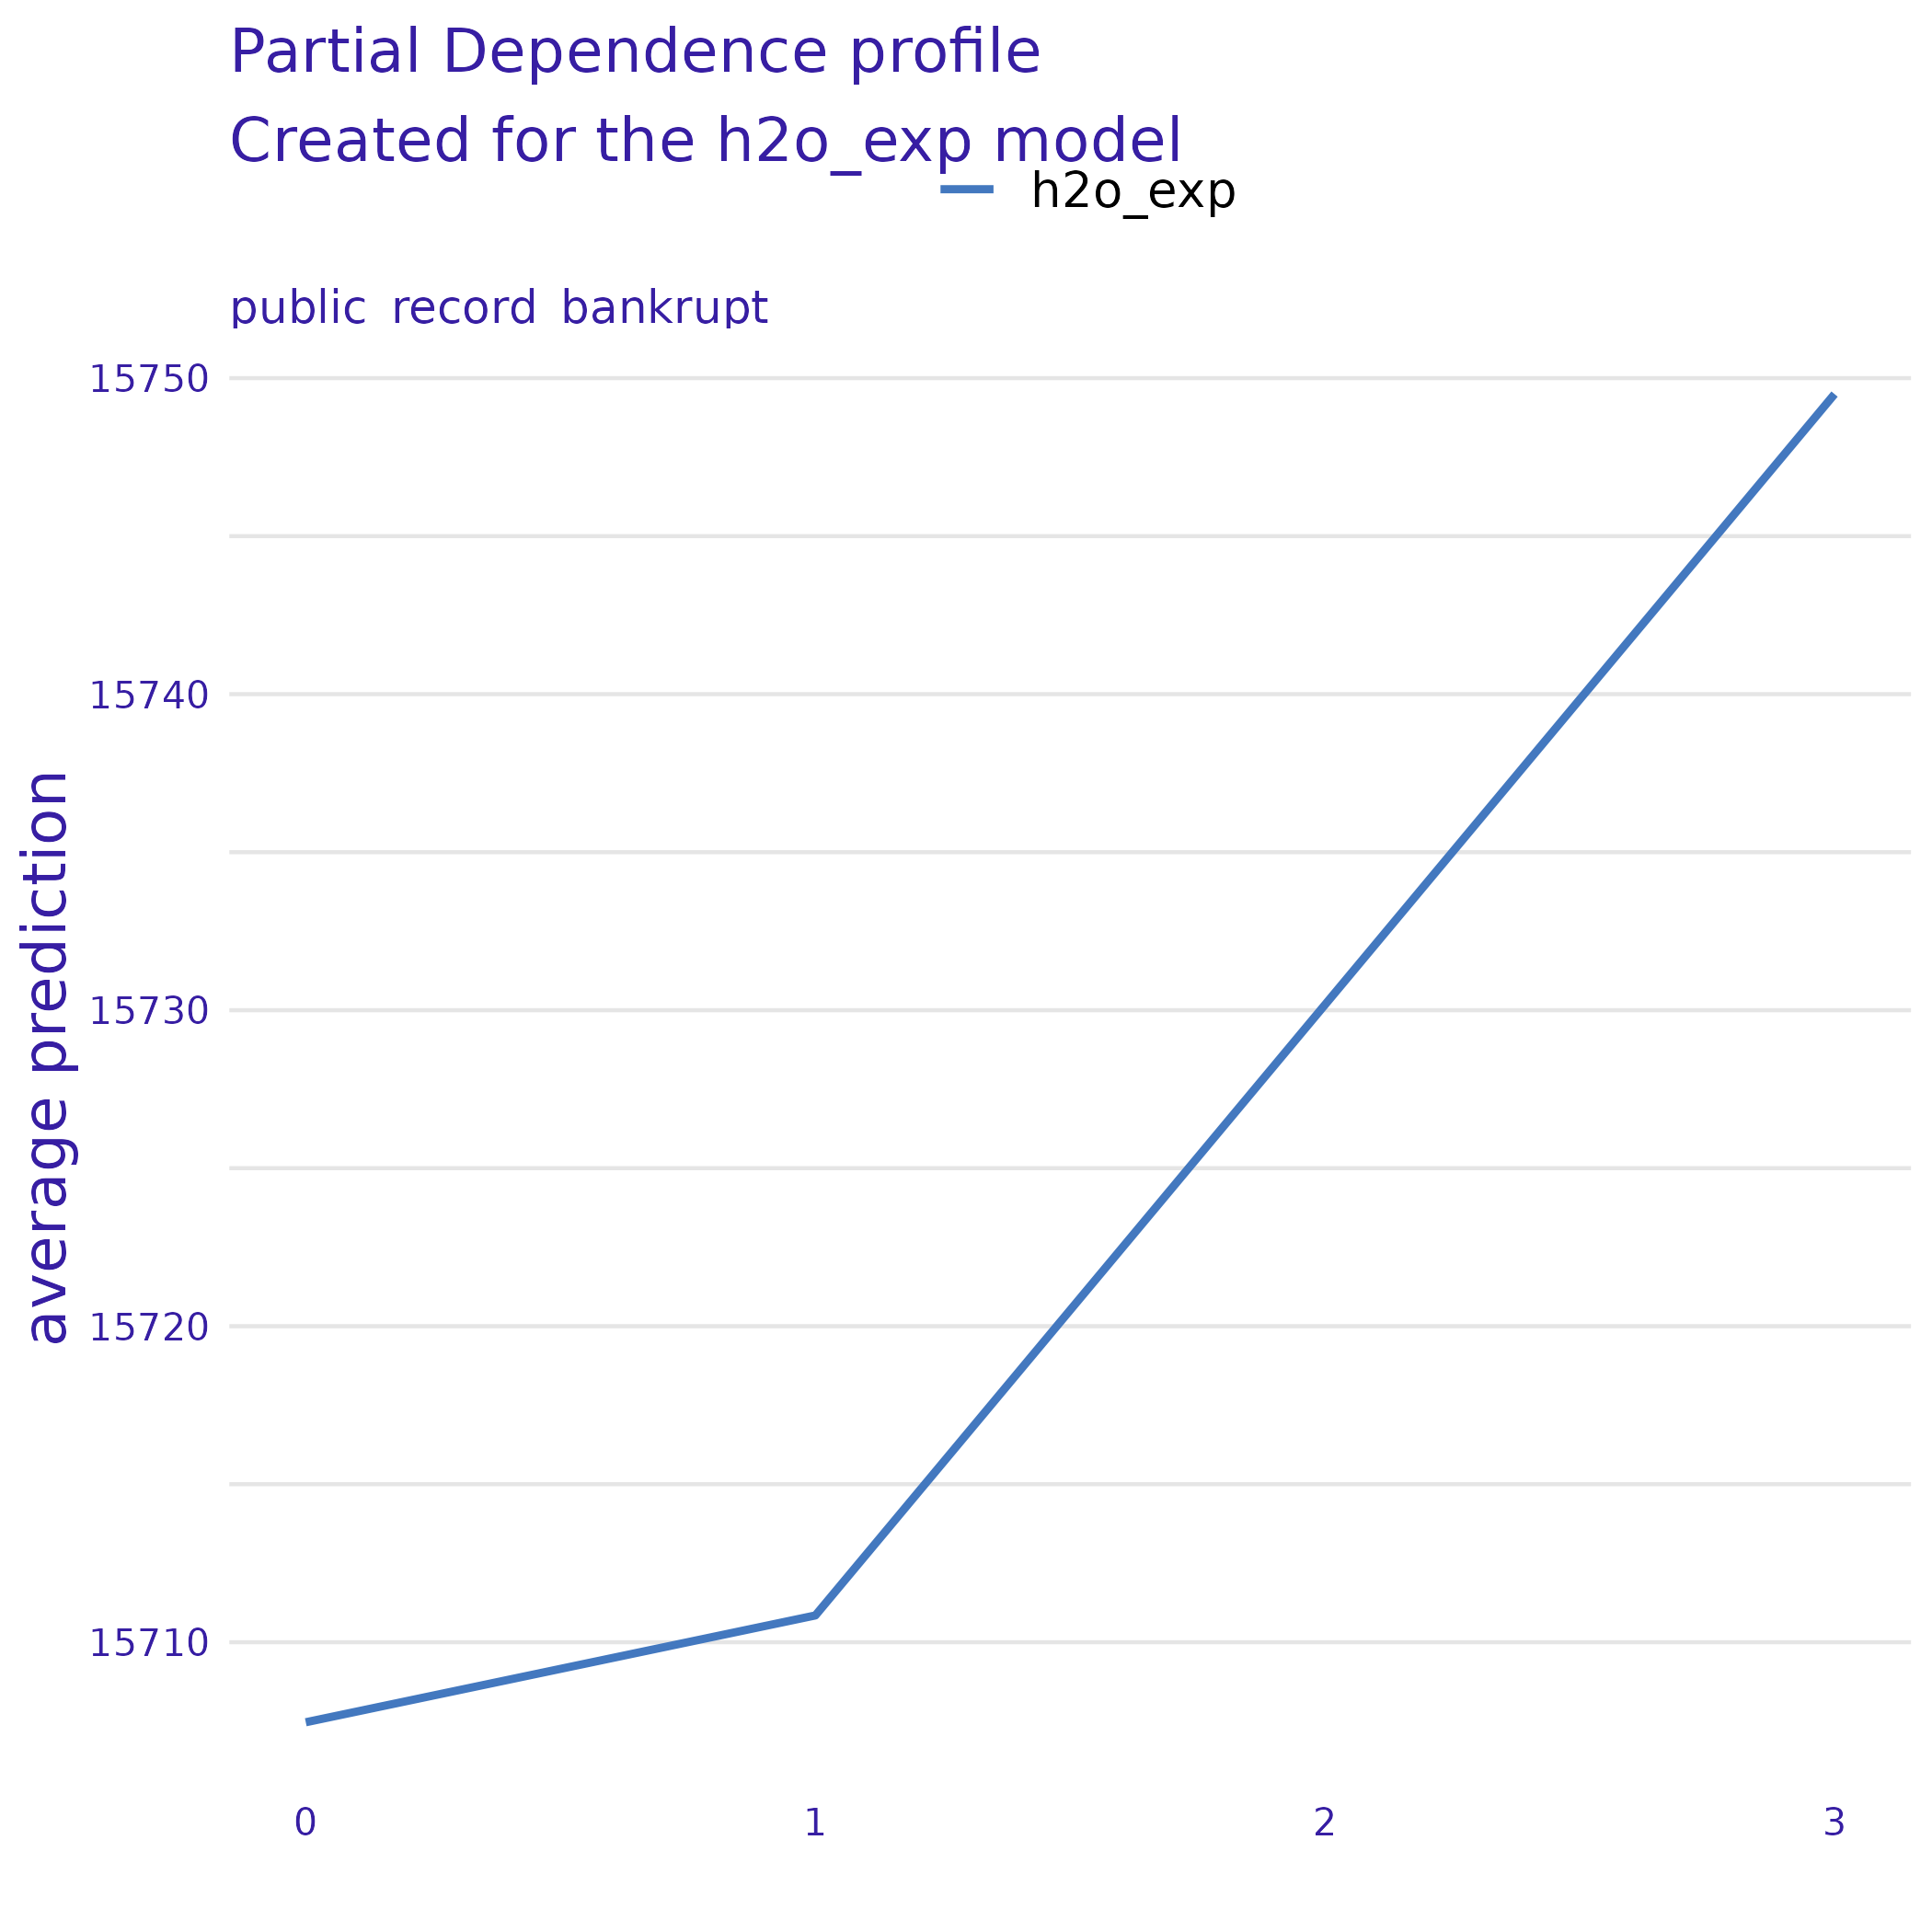 Partial Dependence profile
Created for the h2o_exp model
h2o_exp
public record bankrupt
15750
15740
15730
15720
15710
average prediction
0 1 2 3